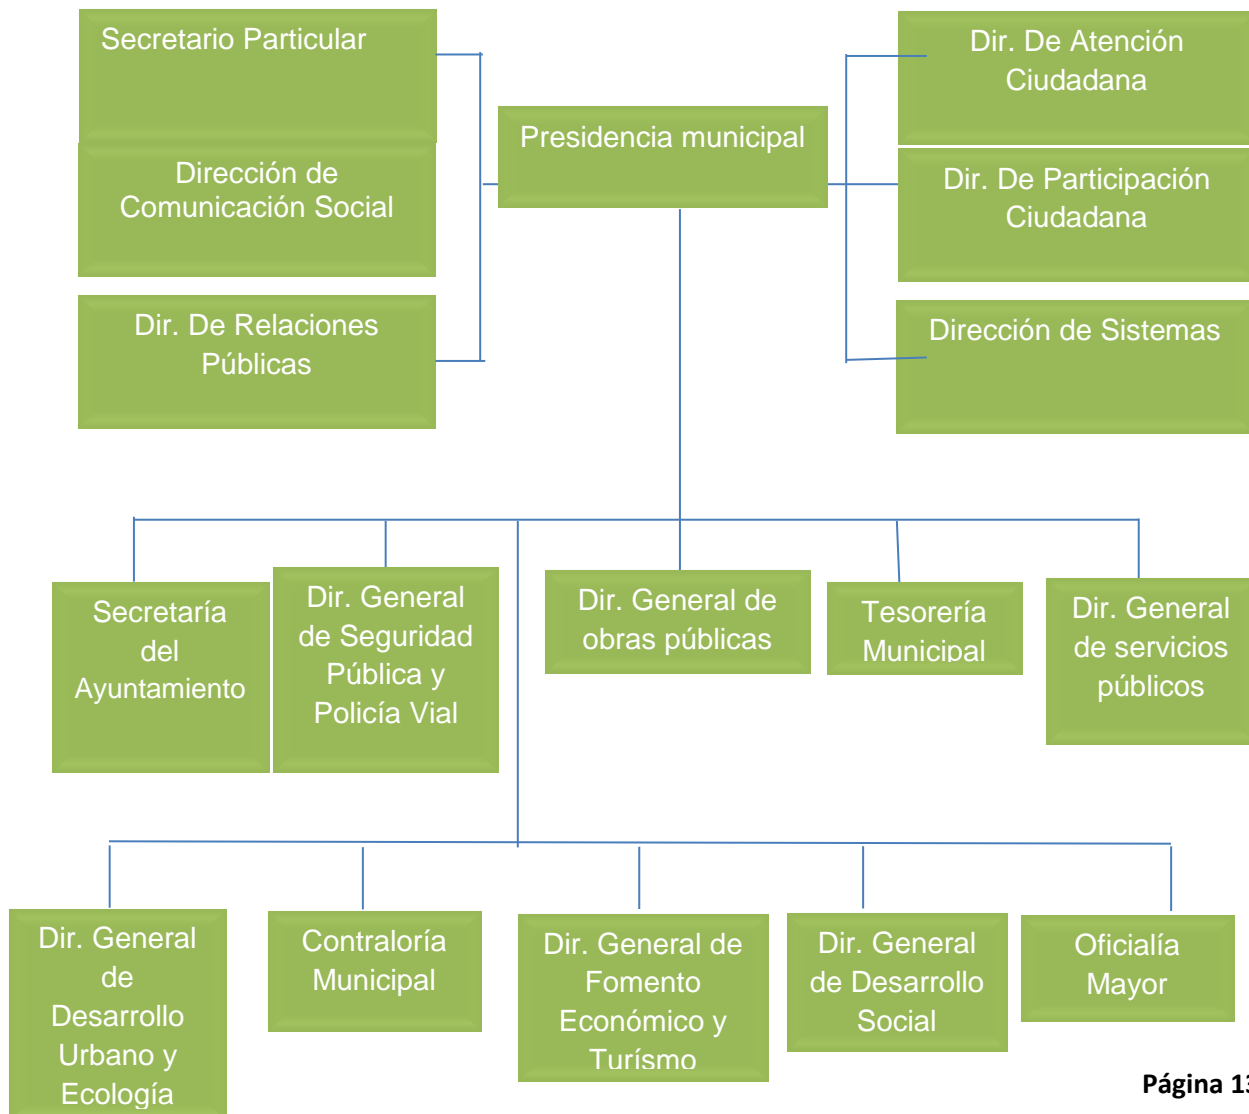 Secretario Particular
Dirección de
Comunicación Social
Dir. De Relaciones
Públicas
Presidencia municipal
Dir. De Atención
Ciudadana
Dir. De Participación
Ciudadana
Dirección de Sistemas
Secretaría
del
Ayuntamiento
Dir. General
de Seguridad
Pública y
Policía Vial
Dir. General de
obras públicas
Tesorería
Municipal
Dir. General
de servicios
públicos
Dir. General
de
Desarrollo
Urbano y
Ecología
Contraloría
Municipal
Dir. General de
Fomento
Económico y
Turísmo
Dir. General
de Desarrollo
Social
Oficialía
Mayor
Página 13